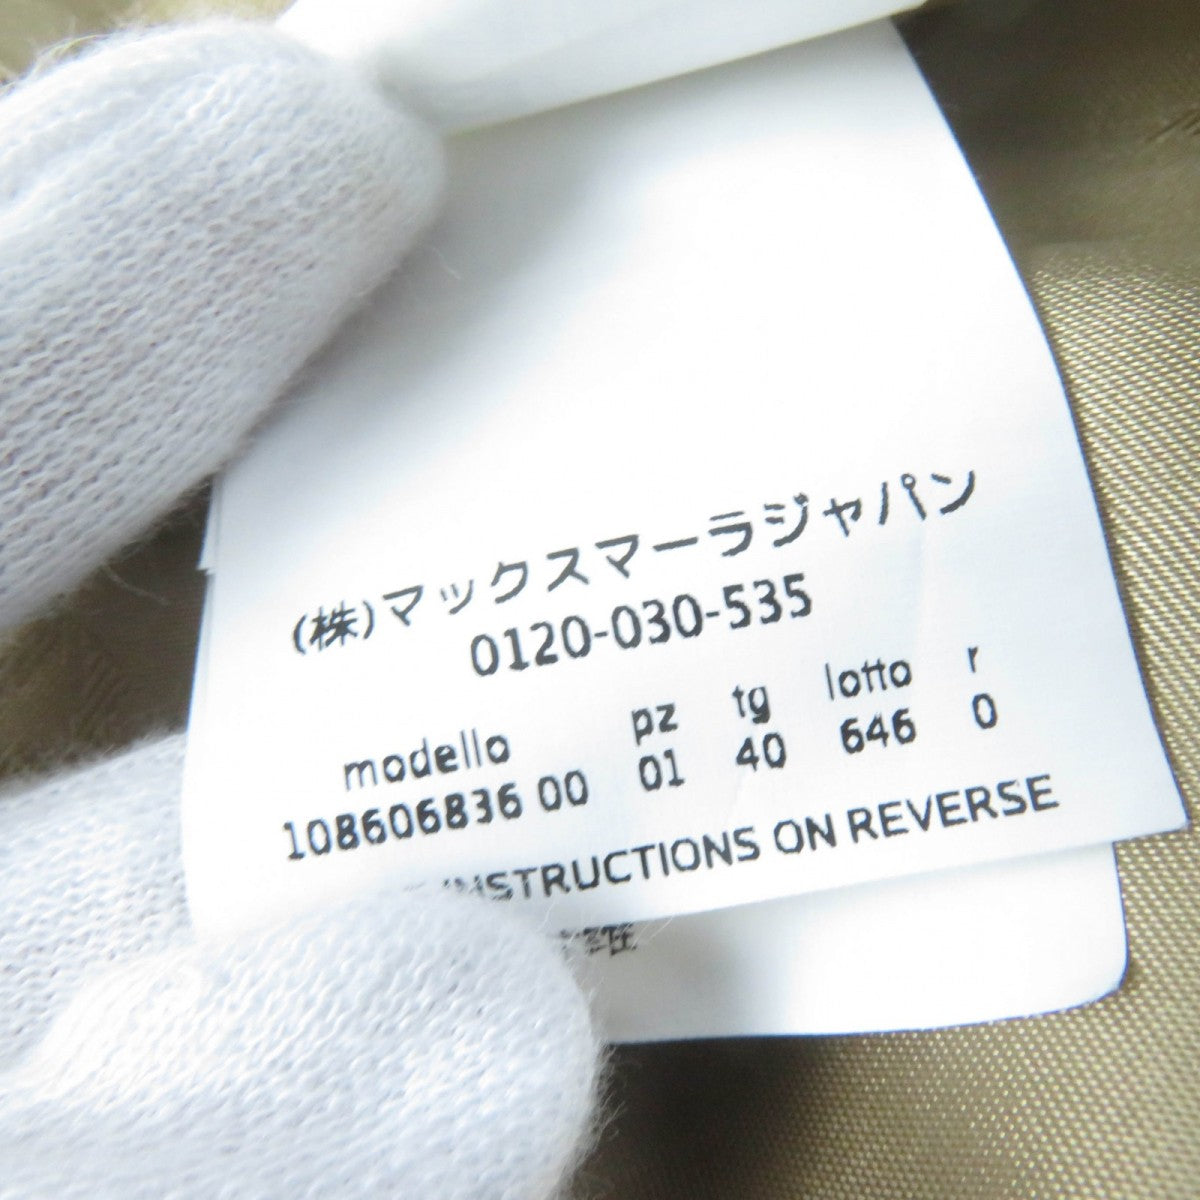 (株)マックスマーラジャパン
0120-030-535
modello pz tg lotto r
108606836 00 01 40 646 0
INSTRUCTIONS ON REVERSE